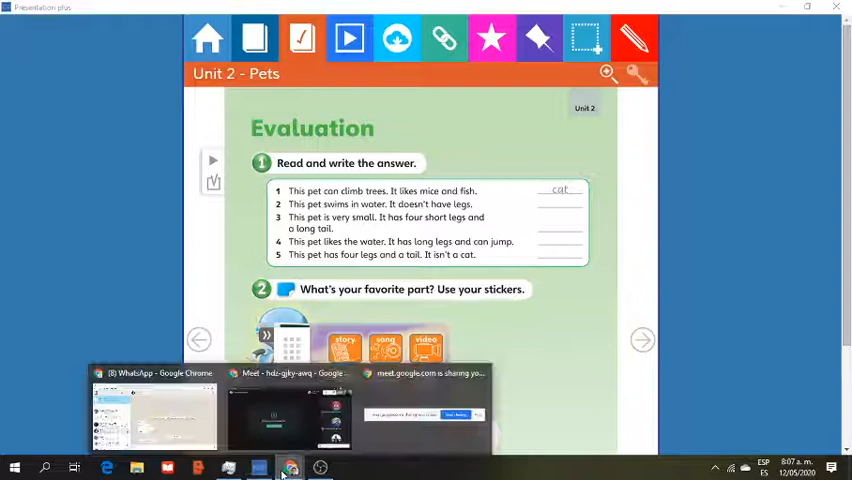 Presentation plus
Unit 2 - Pets
Unit 2
Evaluation
1 Read and write the answer.
1 This pet can climb trees. It likes mice and fish. cat
2 This pet swims in water. It doesn't have legs.
3 This pet is very small. It has four short legs and
a long tail.
4 This pet likes the water. It has long legs and can jump.
5 This pet has four legs and a tail. It isn't a cat.
2 What's your favorite part? Use your stickers.
story song video
(8) WhatsApp - Google Chrome
Meet - hdz-gjky-awq - Google ...
meet.google.com is sharing yo...
ESP
ES
8:07 a. m.
12/05/2020